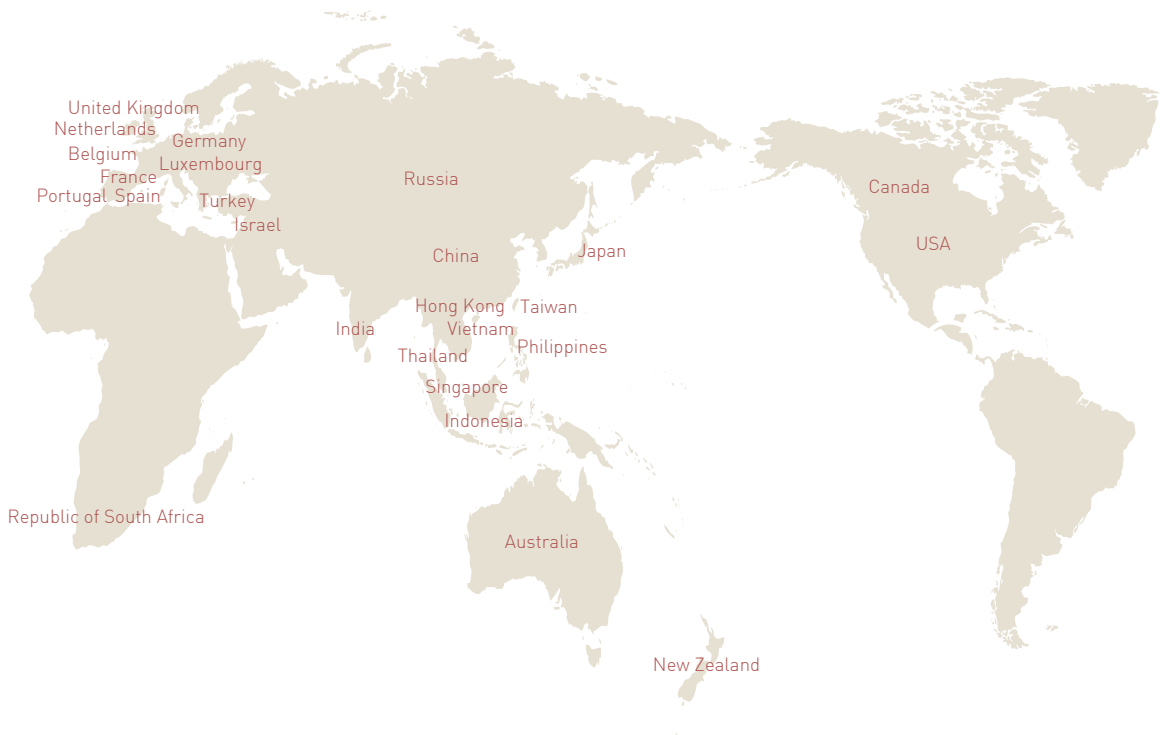 United Kingdom
Netherlands
Germany
Belgium
Luxembourg
France
Russia
Canada
Portugal Spain
Turkey
Israel
USA
Japan
China
Hong Kong
Taiwan
India
Vietnam
Philippines
Thailand
Singapore
Indonesia
Republic of South Africa
Australia
New Zealand